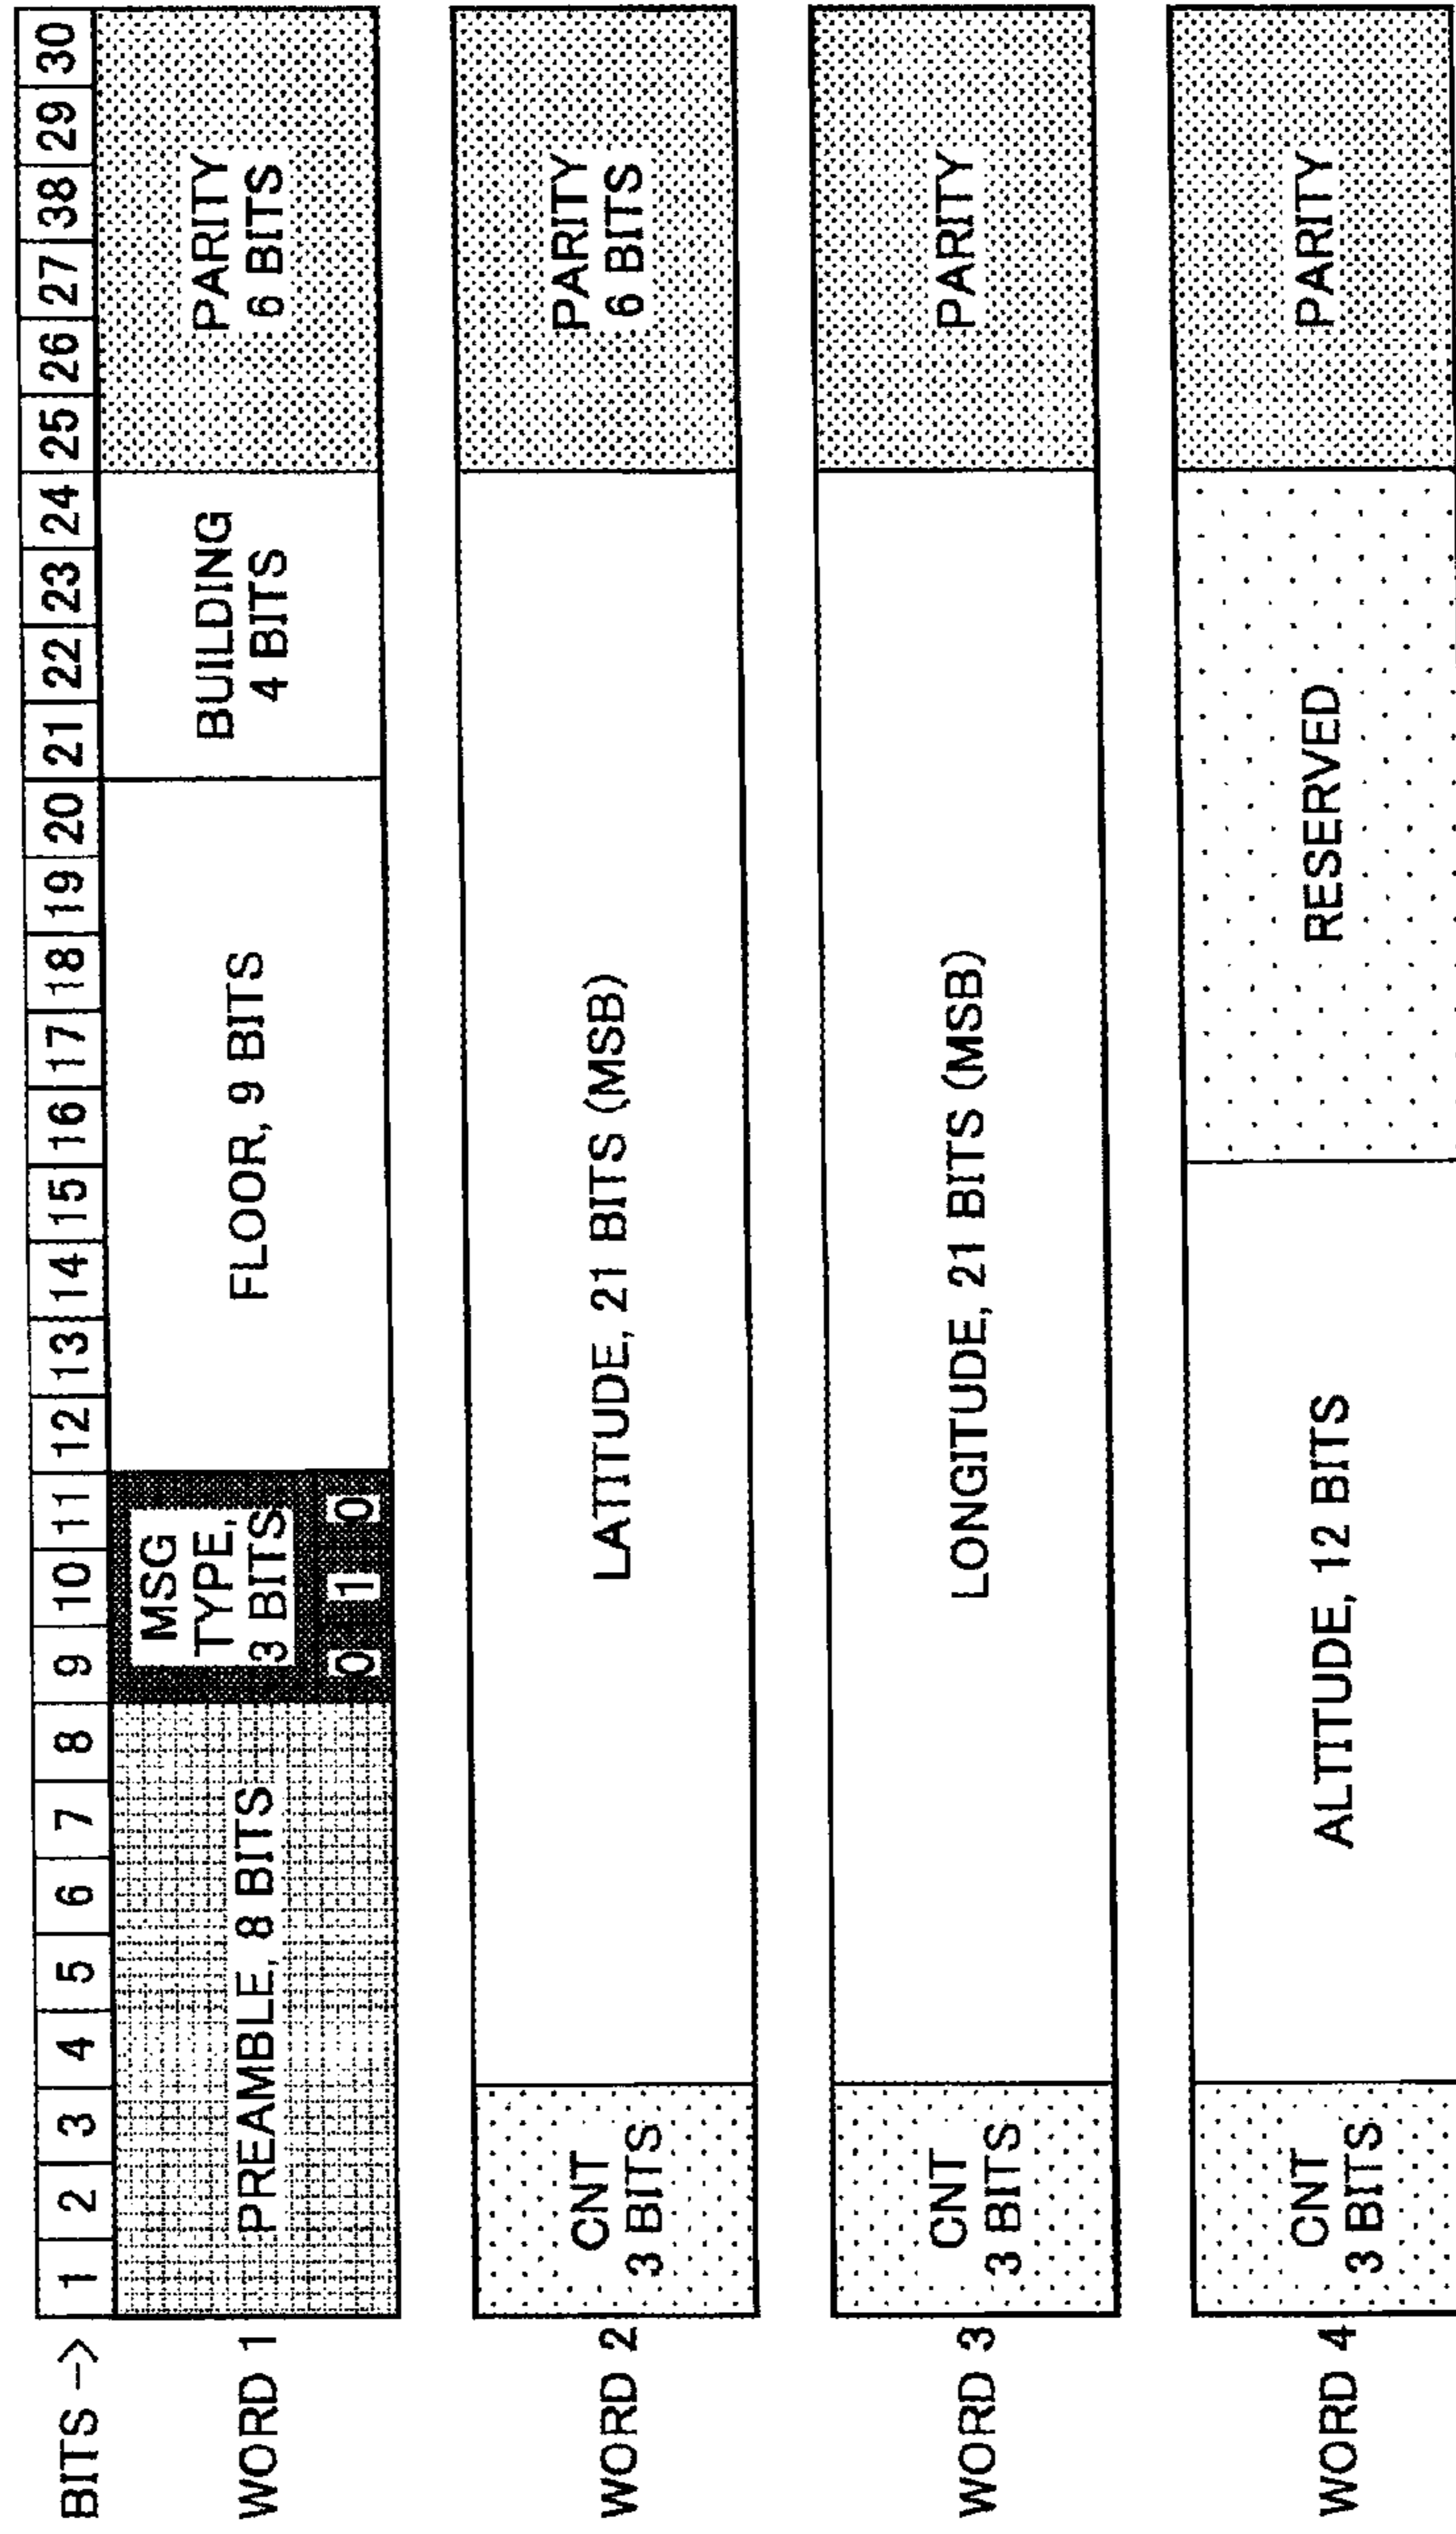 BITS -> 1 2 3 4 5 6 7 8 9 10 11 12 13 14 15 16 17 18 19 20 21 22 23 24 25 26 27 38 29 30
WORD 1
PREAMBLE, 8 BITS
MSG
TYPE,
3 BITS
0 1 0
FLOOR, 9 BITS
BUILDING
4 BITS
PARITY
6 BITS
WORD 2
CNT
3 BITS
LATITUDE, 21 BITS (MSB)
PARITY
6 BITS
WORD 3
CNT
3 BITS
LONGITUDE, 21 BITS (MSB)
PARITY
WORD 4
CNT
3 BITS
ALTITUDE, 12 BITS
RESERVED
PARITY